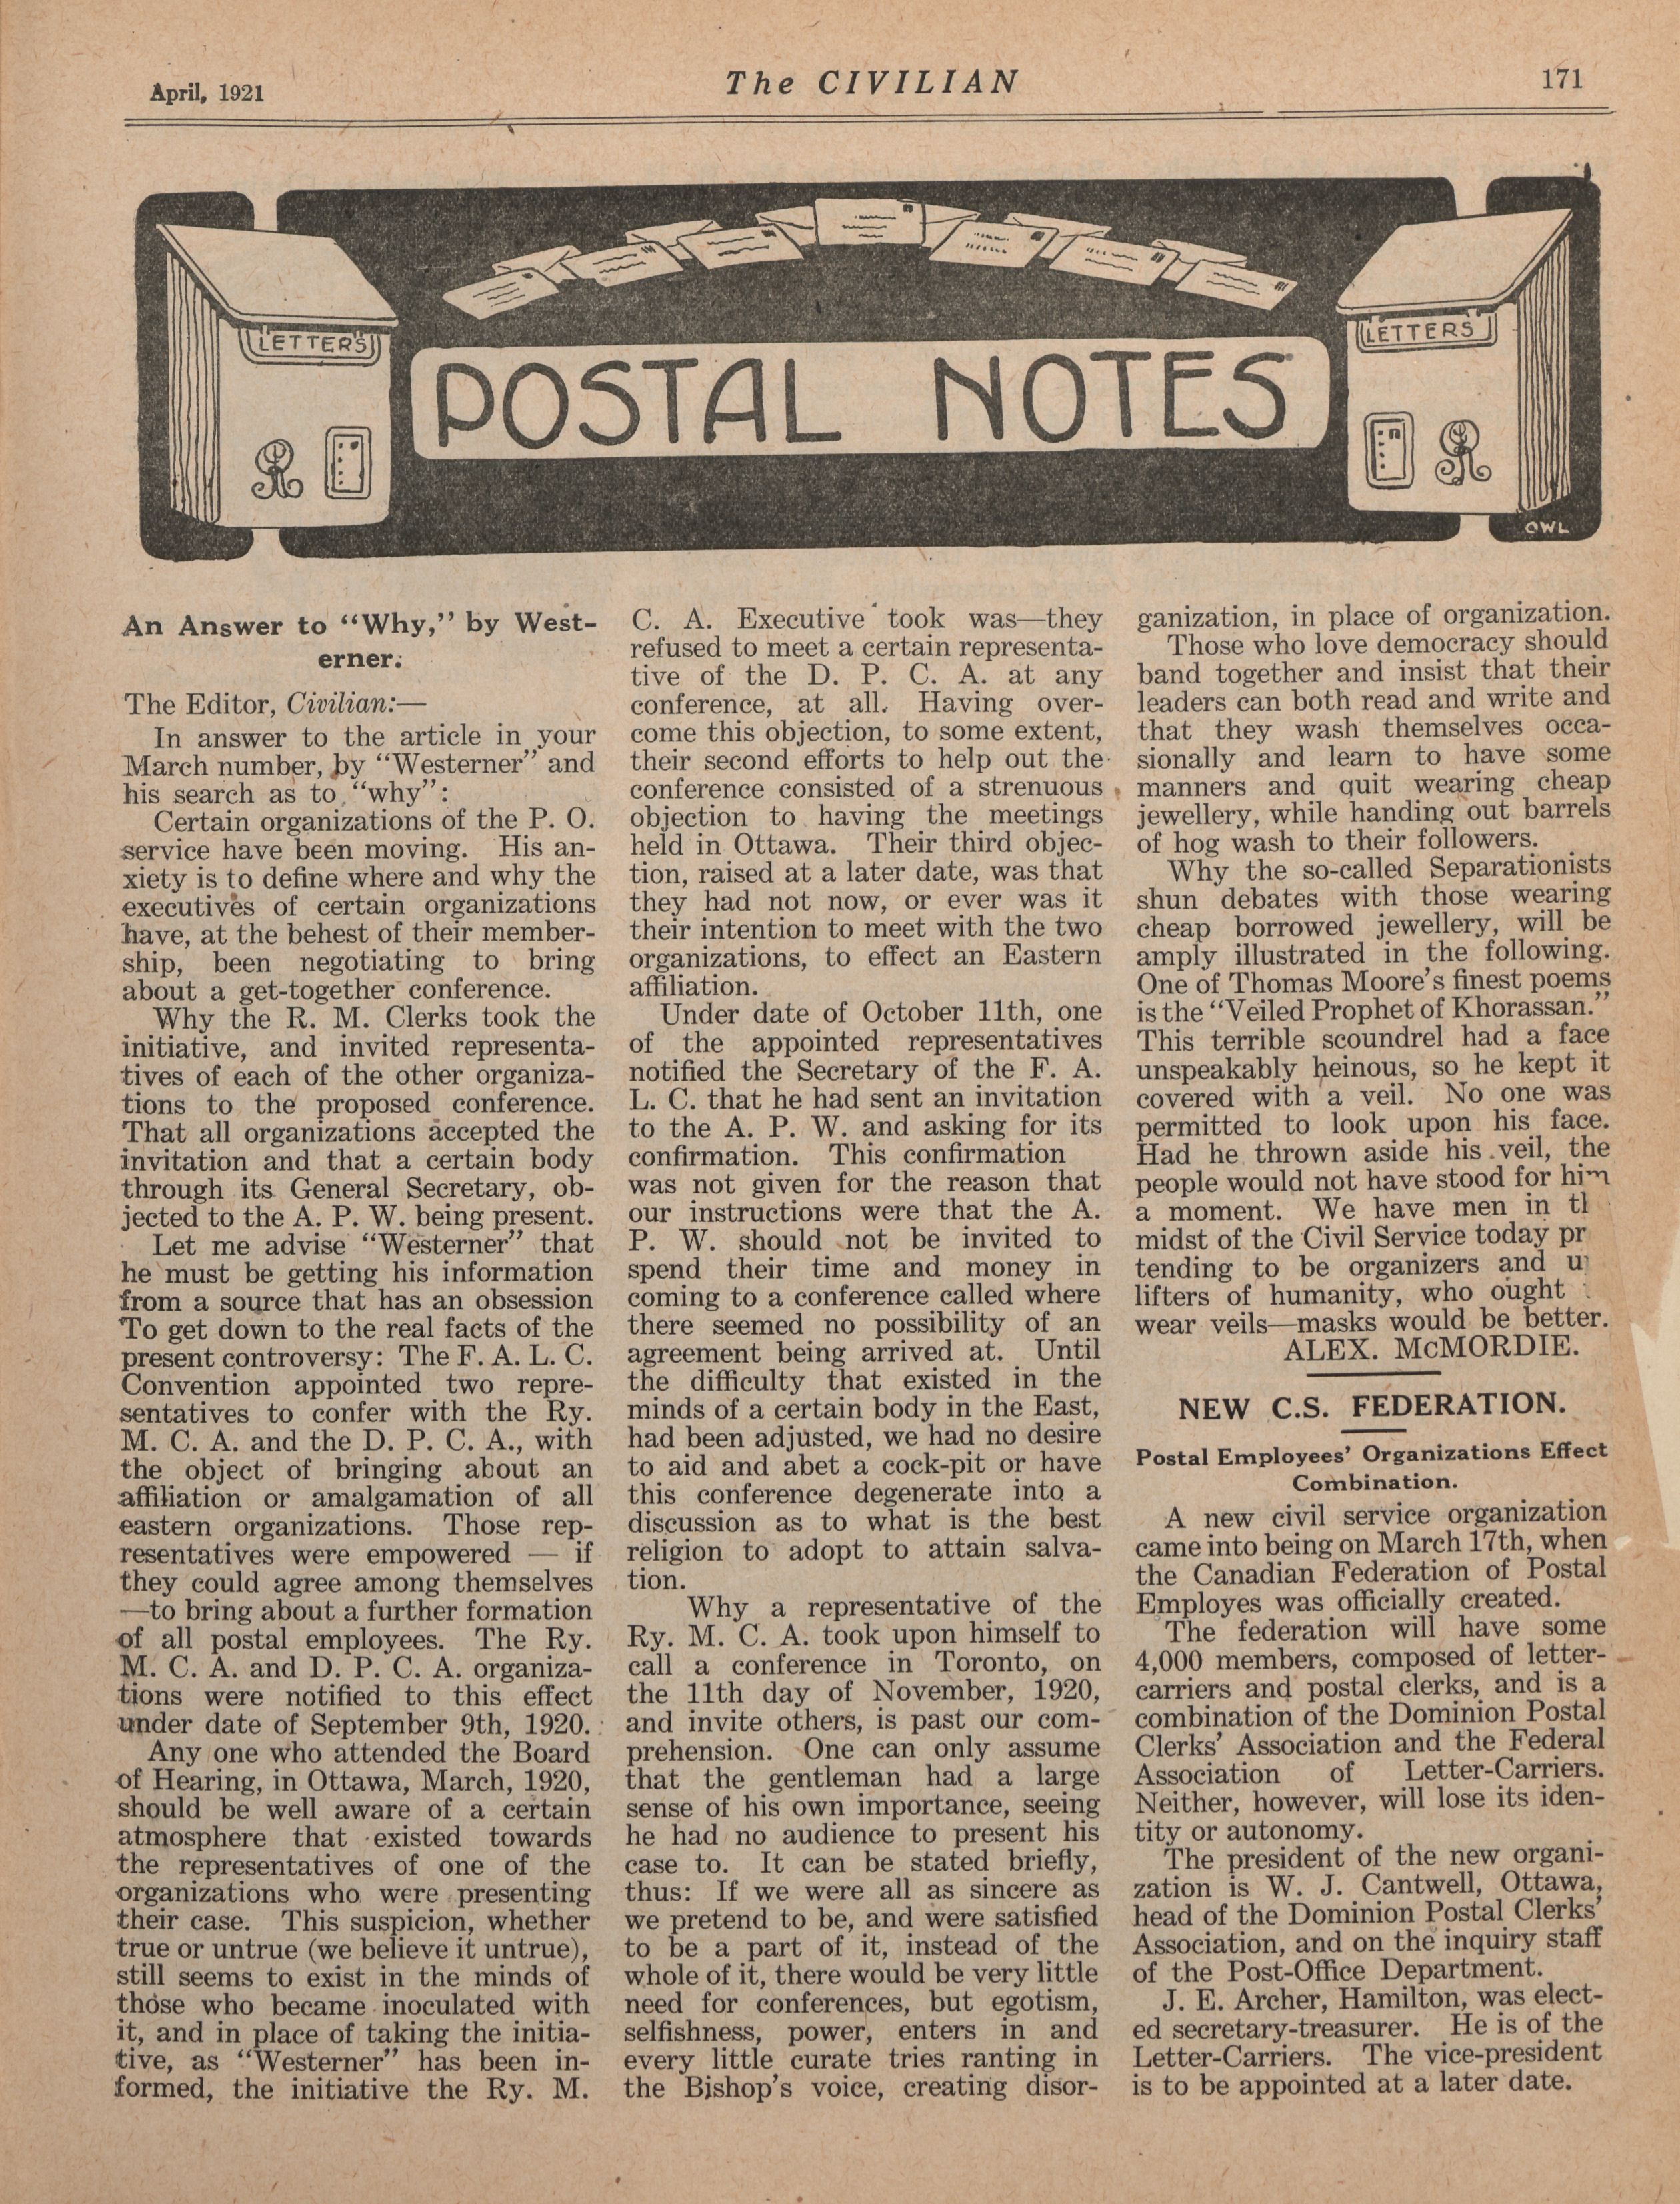 April, 1921
The CIVILIAN
171
LETTERS
LETTERS
POSTAL NOTES
OWL
An Answer to "Why," by West-
erner.
The Editor, Civilian:—
In answer to the article in your
March number, by "Westerner" and
his search as to "why":
Certain organizations of the P. O.
service have been moving. His an-
xiety is to define where and why the
executives of certain organizations
have, at the behest of their member-
ship, been negotiating to bring
about a get-together conference.
Why the R. M. Clerks took the
initiative, and invited representa-
tives of each of the other organiza-
tions to the proposed conference.
That all organizations accepted the
invitation and that a certain body
through its General Secretary, ob-
jected to the A. P. W. being present.
Let me advise "Westerner" that
he must be getting his information
from a source that has an obsession
To get down to the real facts of the
present controversy: The F. A. L. C.
Convention appointed two repre-
sentatives to confer with the Ry.
M. C. A. and the D. P. C. A., with
the object of bringing about an
affiliation or amalgamation of all
eastern organizations. Those rep-
resentatives were empowered — if
they could agree among themselves
—to bring about a further formation
of all postal employees. The Ry.
M. C. A. and D. P. C. A. organiza-
tions were notified to this effect
under date of September 9th, 1920.
Any one who attended the Board
of Hearing, in Ottawa, March, 1920,
should be well aware of a certain
atmosphere that existed towards
the representatives of one of the
organizations who were presenting
their case. This suspicion, whether
true or untrue (we believe it untrue),
still seems to exist in the minds of
those who became inoculated with
it, and in place of taking the initia-
tive, as "Westerner" has been in-
formed, the initiative the Ry. M.
C. A. Executive took was—they
refused to meet a certain representa-
tive of the D. P. C. A. at any
conference, at all. Having over-
come this objection, to some extent,
their second efforts to help out the
conference consisted of a strenuous
objection to having the meetings
held in Ottawa. Their third objec-
tion, raised at a later date, was that
they had not now, or ever was it
their intention to meet with the two
organizations, to effect an Eastern
affiliation.
Under date of October 11th, one
of the appointed representatives
notified the Secretary of the F. A.
L. C. that he had sent an invitation
to the A. P. W. and asking for its
confirmation. This confirmation
was not given for the reason that
our instructions were that the A.
P. W. should not be invited to
spend their time and money in
coming to a conference called where
there seemed no possibility of an
agreement being arrived at. Until
the difficulty that existed in the
minds of a certain body in the East,
had been adjusted, we had no desire
to aid and abet a cock-pit or have
this conference degenerate into a
discussion as to what is the best
religion to adopt to attain salva-
tion.
Why a representative of the
Ry. M. C. A. took upon himself to
call a conference in Toronto, on
the 11th day of November, 1920,
and invite others, is past our com-
prehension. One can only assume
that the gentleman had a large
sense of his own importance, seeing
he had no audience to present his
case to. It can be stated briefly,
thus: If we were all as sincere as
we pretend to be, and were satisfied
to be a part of it, instead of the
whole of it, there would be very little
need for conferences, but egotism,
selfishness, power, enters in and
every little curate tries ranting in
the Bishop's voice, creating disor-
ganization, in place of organization.
Those who love democracy should
band together and insist that their
leaders can both read and write and
that they wash themselves occa-
sionally and learn to have some
manners and quit wearing cheap
jewellery, while handing out barrels
of hog wash to their followers.
Why the so-called Separationists
shun debates with those wearing
cheap borrowed jewellery, will be
amply illustrated in the following.
One of Thomas Moore's finest poems
is the "Veiled Prophet of Khorassan."
This terrible scoundrel had a face
unspeakably heinous, so he kept it
covered with a veil. No one was
permitted to look upon his face.
Had he thrown aside his veil, the
people would not have stood for him
a moment. We have men in
midst of the Civil Service today
tending to be organizers and
lifters of humanity, who ought
wear veils—masks would be better.
ALEX. McMORDIE.
NEW C.S. FEDERATION.
Postal Employees' Organizations Effect
Combination.
A new civil service organization
came into being on March 17th, when
the Canadian Federation of Postal
Employes was officially created.
The federation will have some
4,000 members, composed of letter-
carriers and postal clerks, and is a
combination of the Dominion Postal
Clerks' Association and the Federal
Association of Letter-Carriers.
Neither, however, will lose its iden-
tity or autonomy.
The president of the new organi-
zation is W. J. Cantwell, Ottawa,
head of the Dominion Postal Clerks'
Association, and on the inquiry staff
of the Post-Office Department.
J. E. Archer, Hamilton, was elect-
ed secretary-treasurer. He is of the
Letter-Carriers. The vice-president
is to be appointed at a later date.